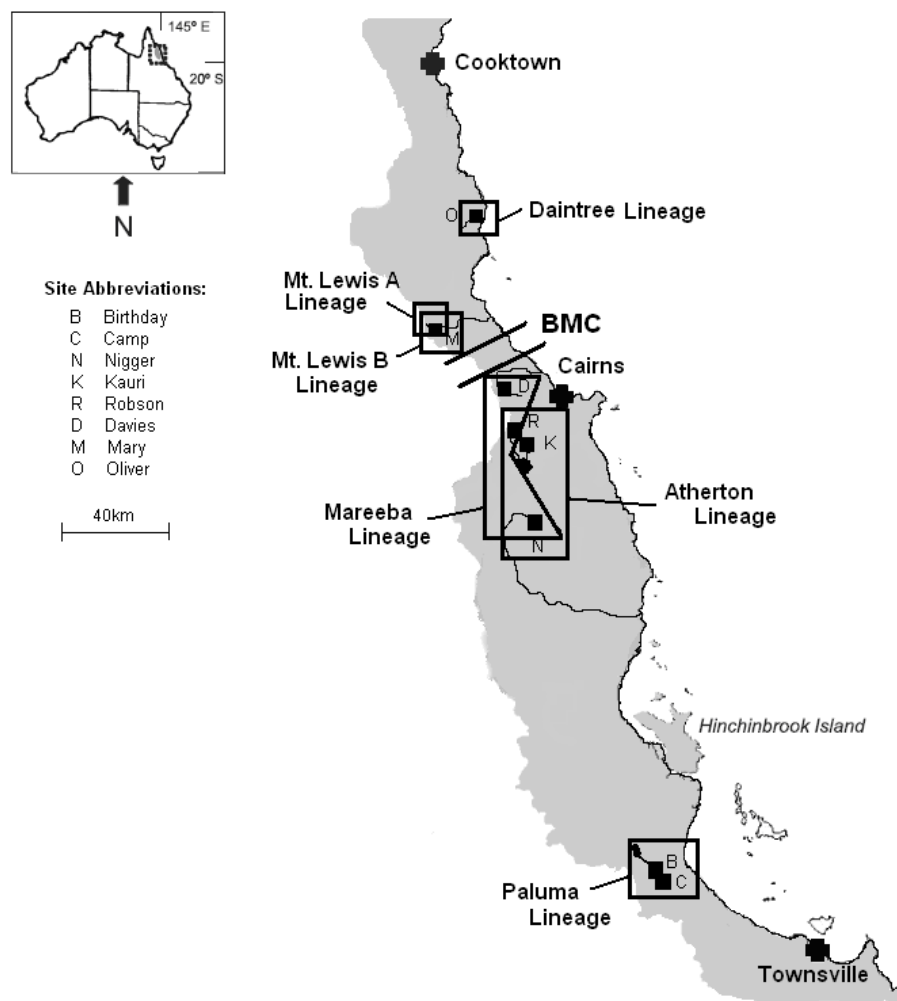 145° E
20° S
N
Site Abbreviations:
B Birthday
C Camp
N Nigger
K Kauri
R Robson
D Davies
M Mary
O Oliver
40km
Cooktown
O
Daintree Lineage
Mt. Lewis A
Lineage
M
Mt. Lewis B
Lineage
BMC
Cairns
D
R
K
Mareeba
Lineage
Atherton
Lineage
N
Hinchinbrook Island
B
C
Paluma
Lineage
Townsville